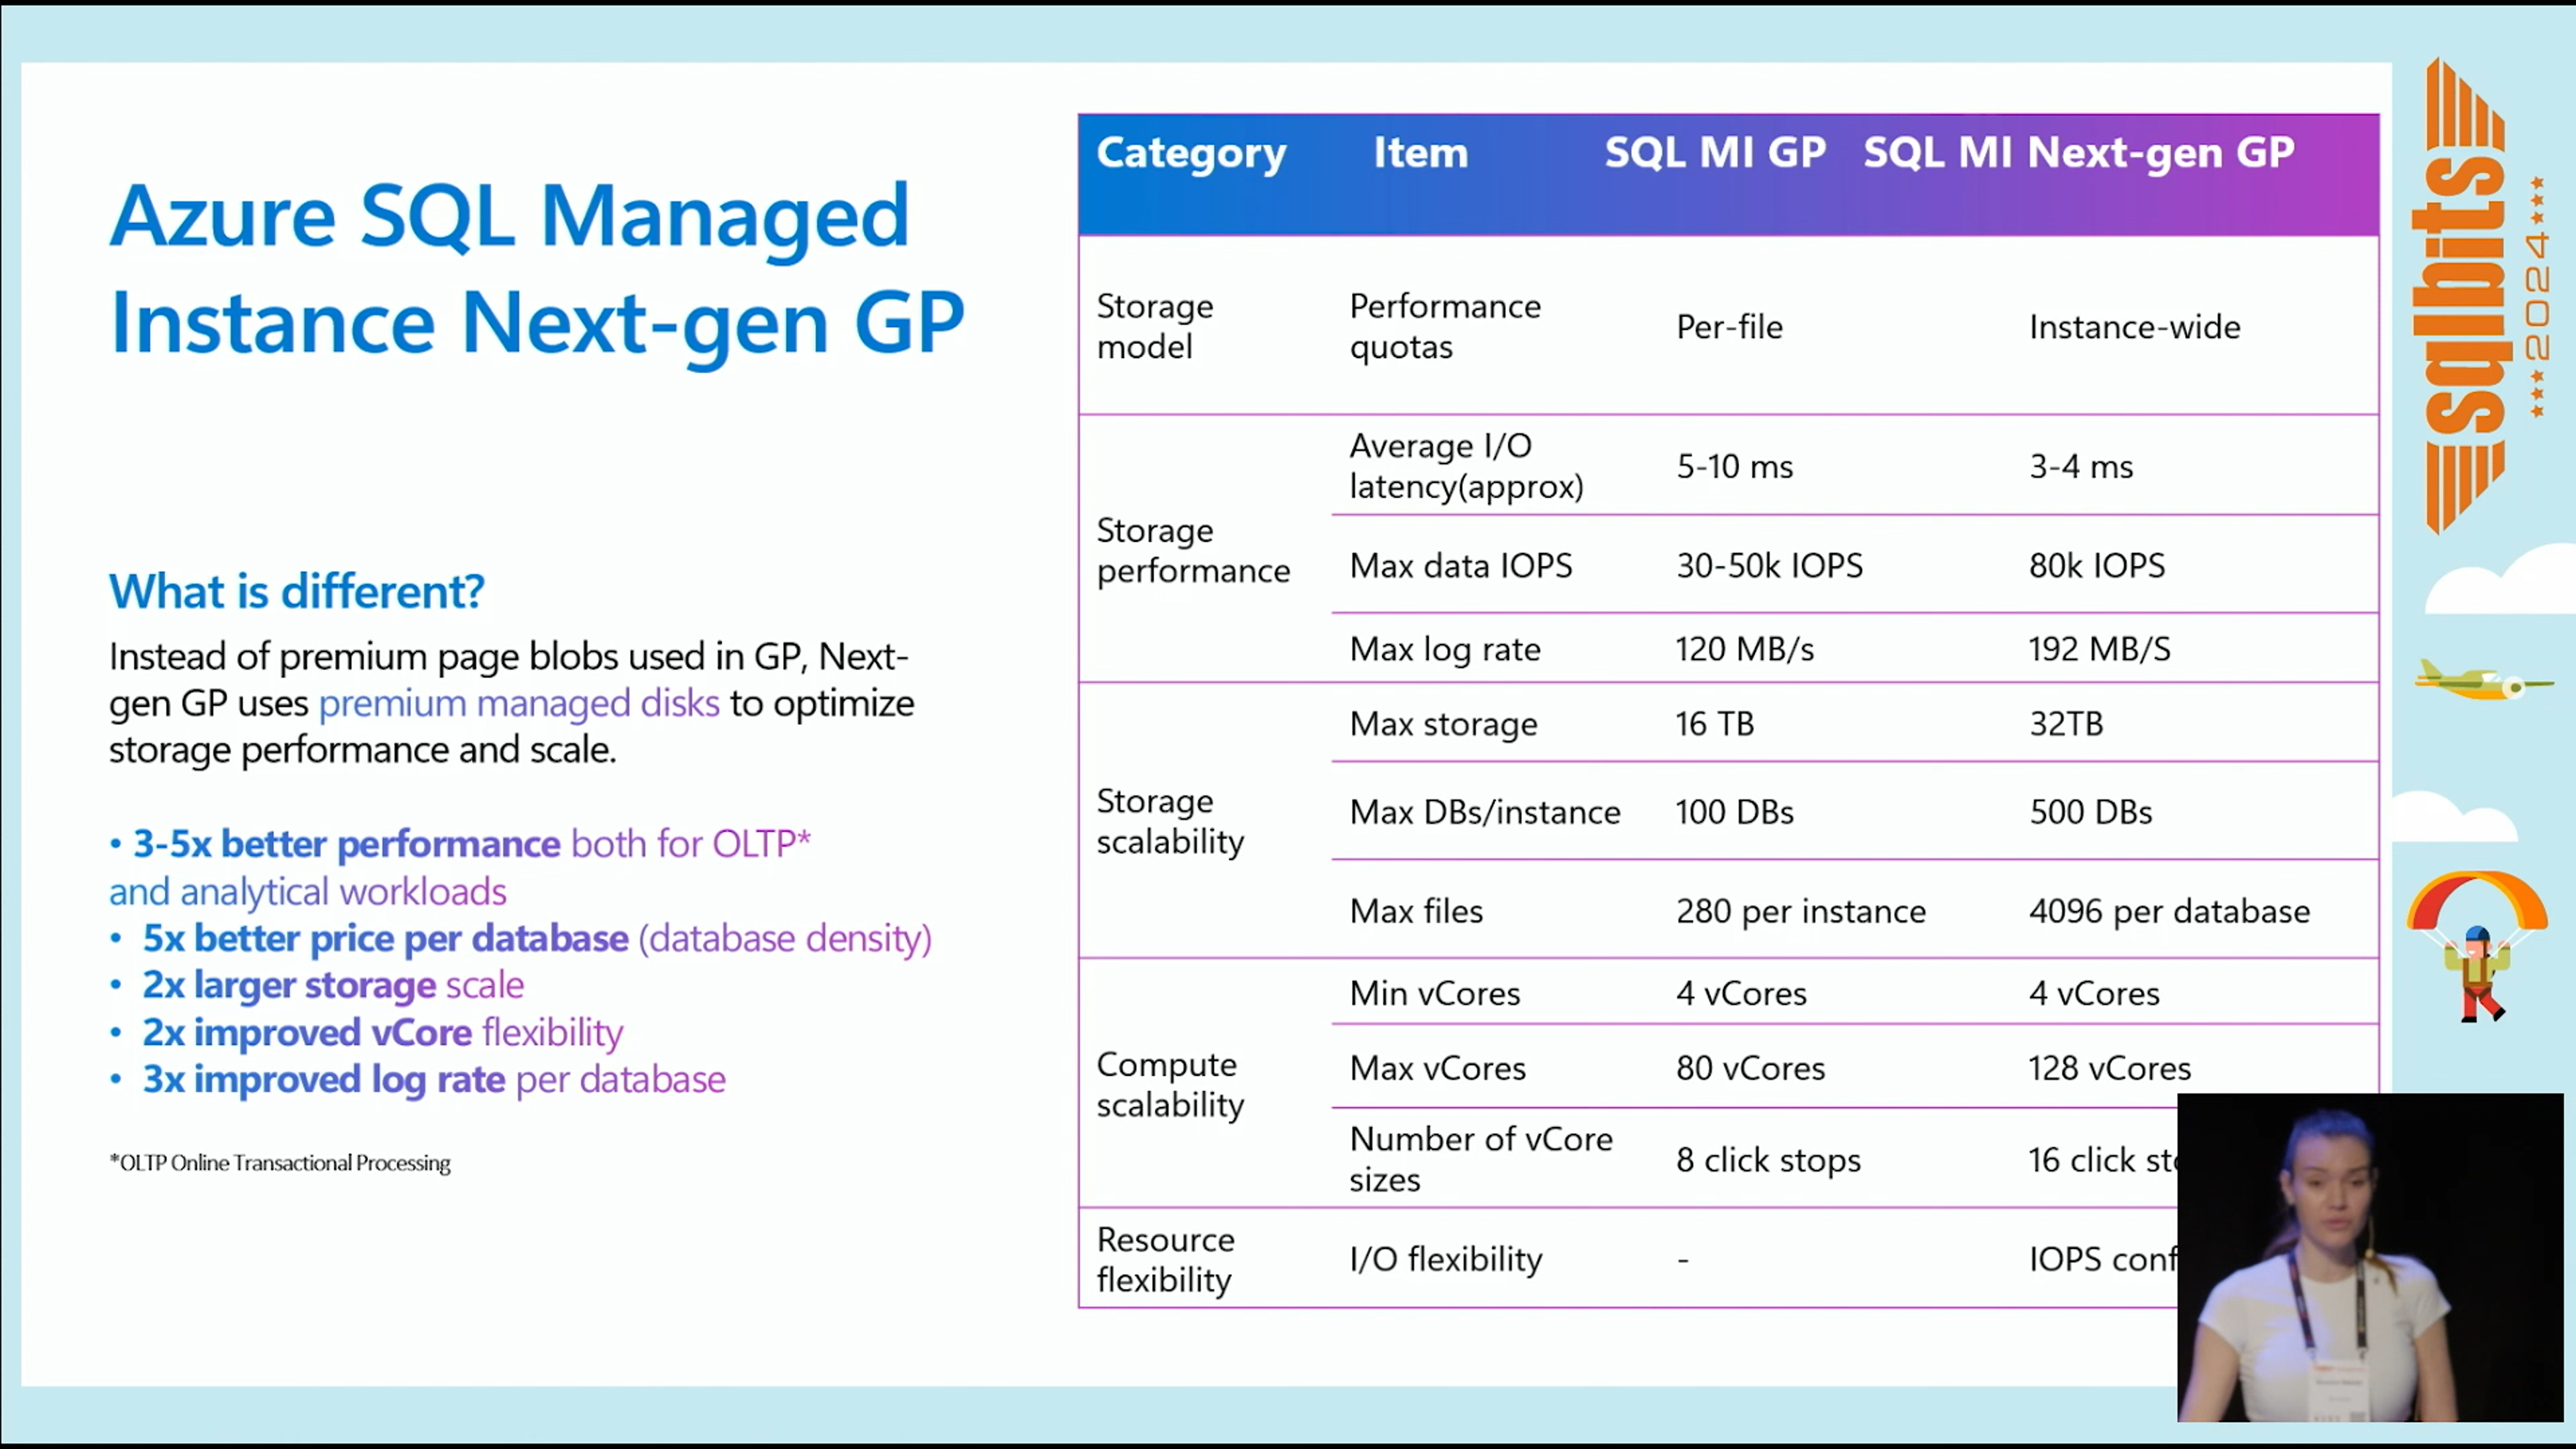 Azure SQL Managed
Instance Next-gen GP
What is different?
Instead of premium page blobs used in GP, Next-
gen GP uses premium managed disks to optimize
storage performance and scale.
• 3-5x better performance both for OLTP*
and analytical workloads
• 5x better price per database (database density)
• 2x larger storage scale
• 2x improved vCore flexibility
• 3x improved log rate per database
*OLTP Online Transactional Processing
Category Item SQL MI GP SQL MI Next-gen GP
Storage
model
Performance
quotas
Per-file
Instance-wide
Storage
performance
Average I/O
latency(approx)
5-10 ms
3-4 ms
Max data IOPS 30-50k IOPS 80k IOPS
Max log rate 120 MB/s 192 MB/S
Storage
scalability
Max storage 16 TB 32TB
Max DBs/instance 100 DBs 500 DBs
Max files 280 per instance 4096 per database
Compute
scalability
Min vCores 4 vCores 4 vCores
Max vCores 80 vCores 128 vCores
Number of vCore
sizes
8 click stops
16 click
Resource
flexibility
I/O flexibility - IOPS
sqlbits
2024